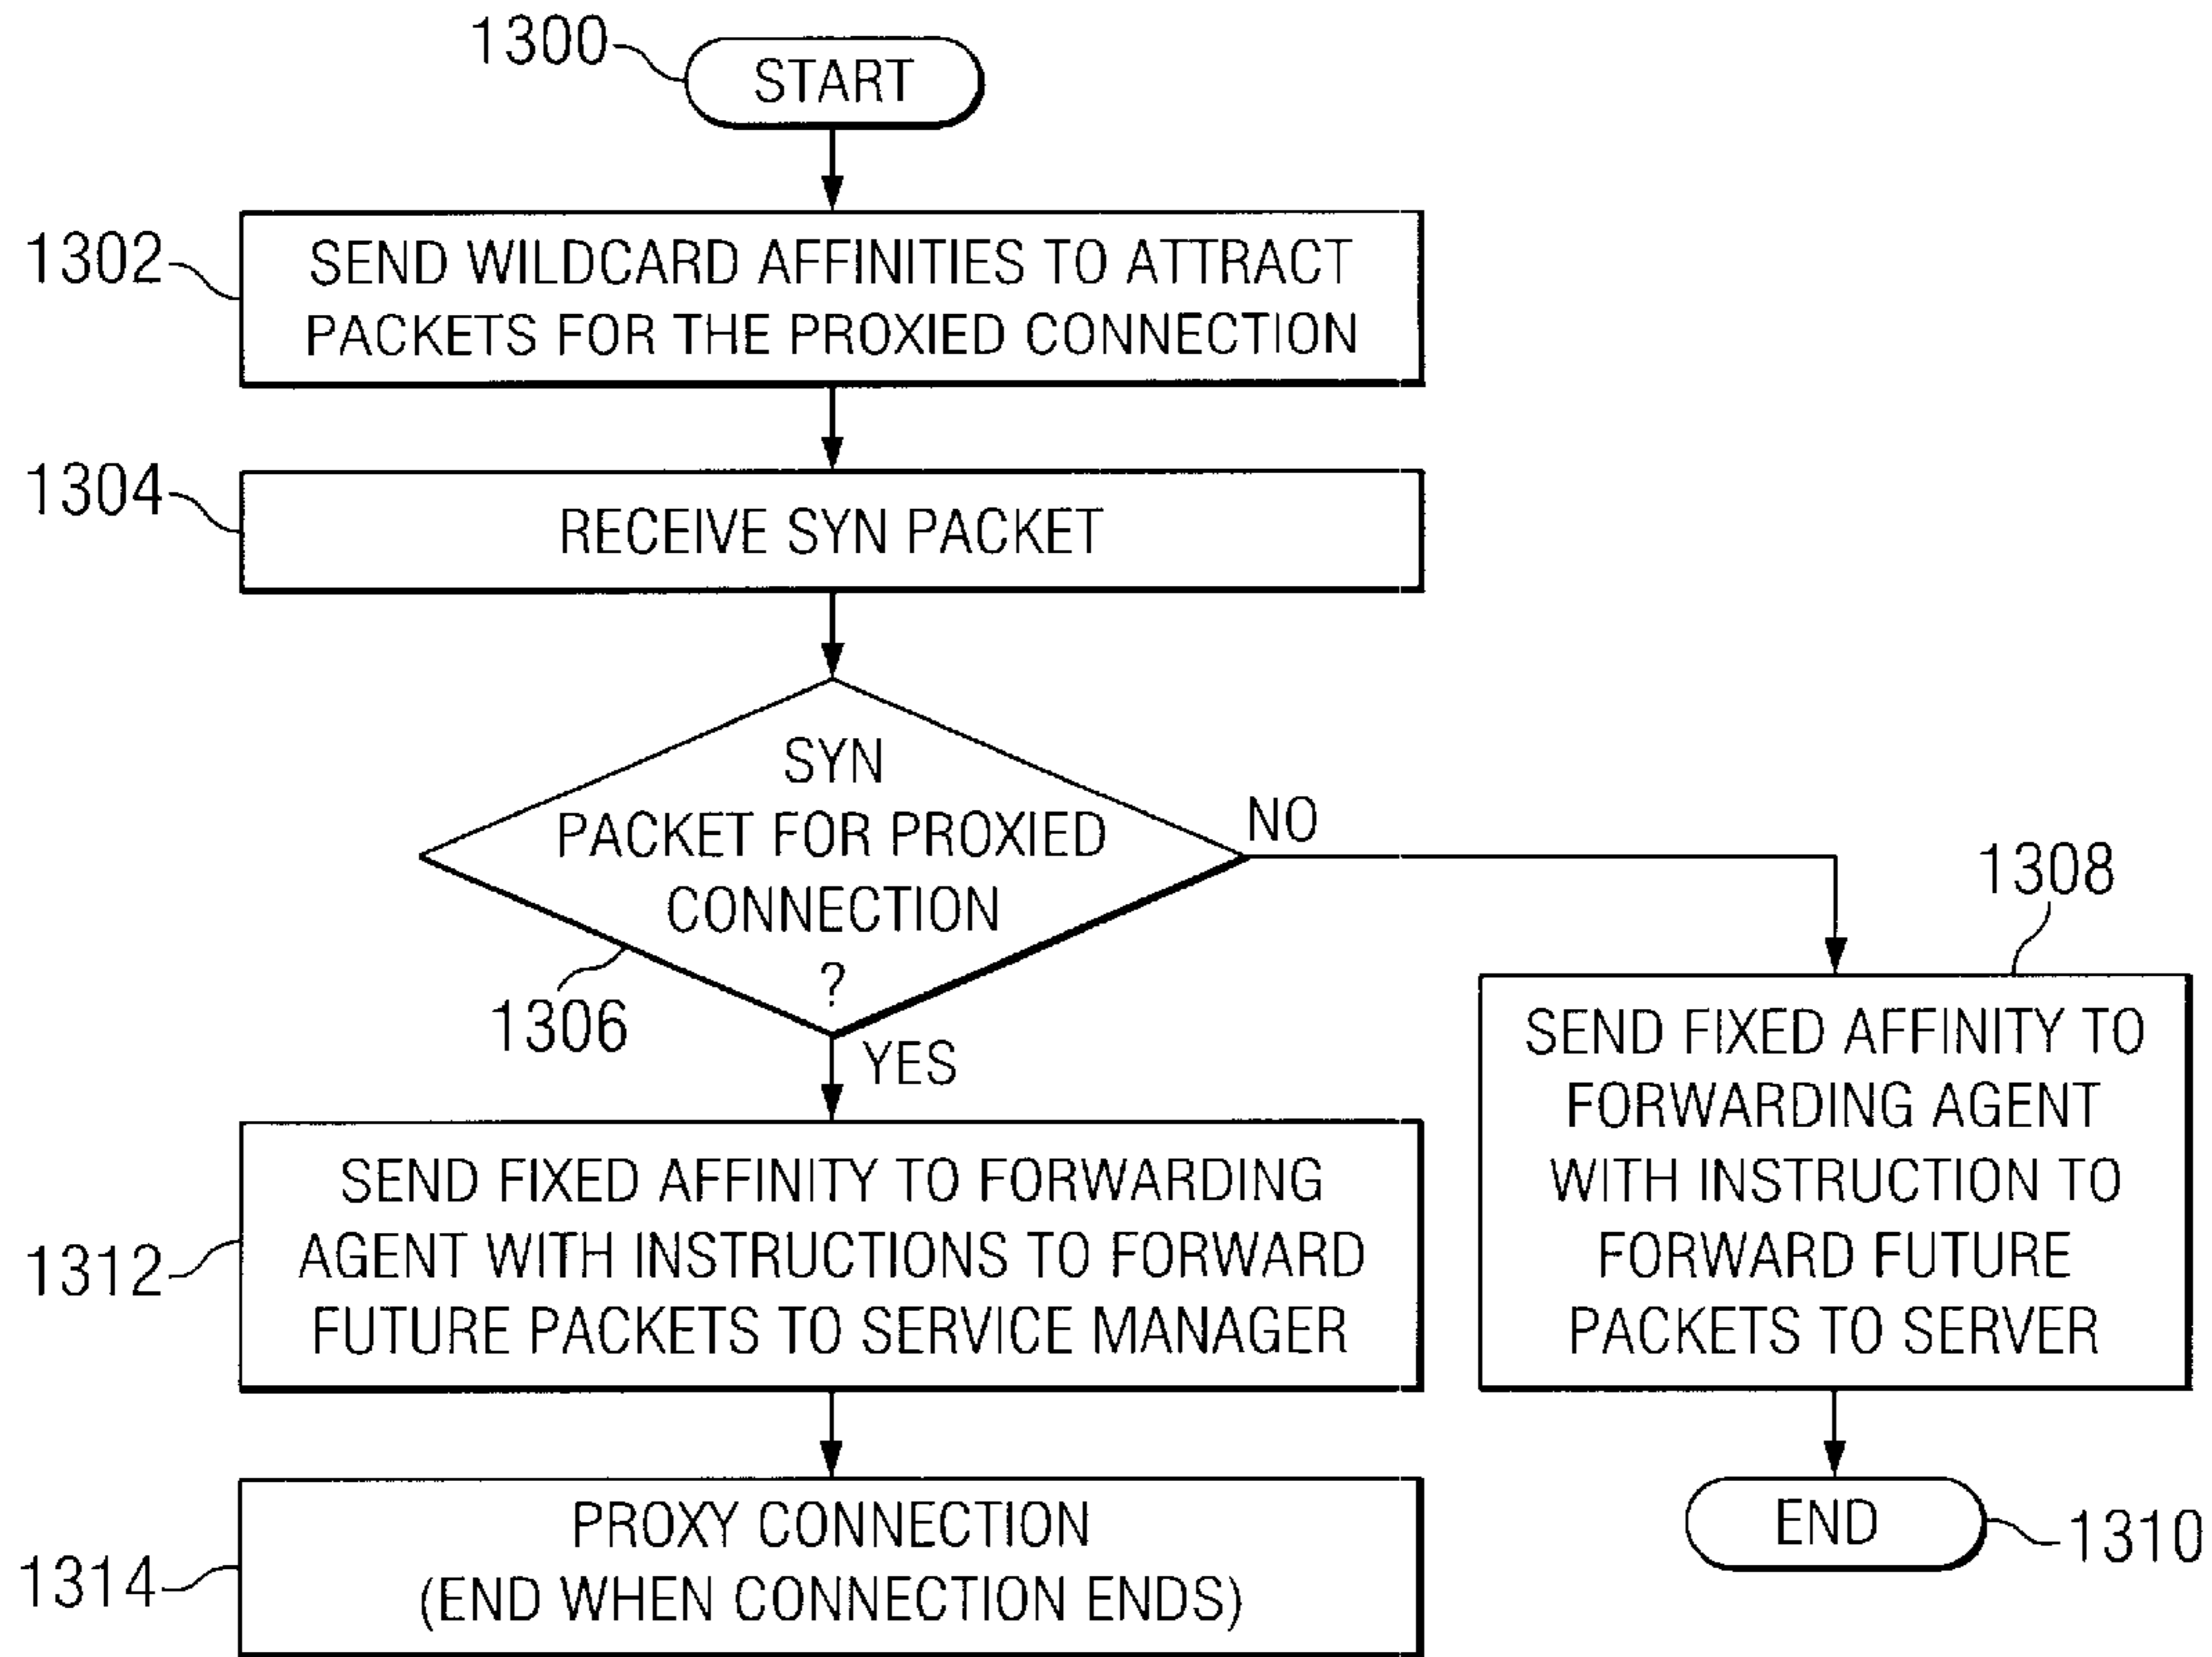 1300
START
1302
SEND WILDCARD AFFINITIES TO ATTRACT
PACKETS FOR THE PROXIED CONNECTION
1304
RECEIVE SYN PACKET
SYN
PACKET FOR PROXIED
CONNECTION
?
1306
NO
YES
1308
SEND FIXED AFFINITY TO
FORWARDING AGENT
WITH INSTRUCTION TO
FORWARD FUTURE
PACKETS TO SERVER
1312
SEND FIXED AFFINITY TO FORWARDING
AGENT WITH INSTRUCTIONS TO FORWARD
FUTURE PACKETS TO SERVICE MANAGER
1314
PROXY CONNECTION
(END WHEN CONNECTION ENDS)
END
1310